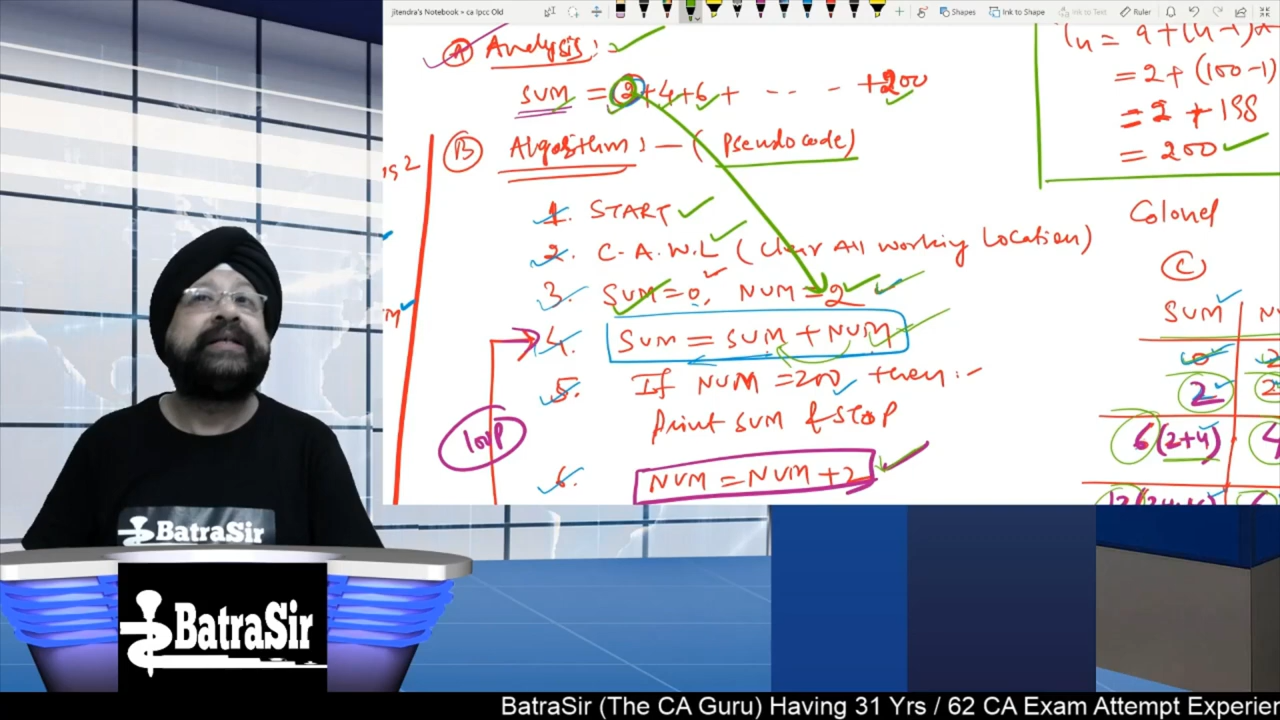 jitendra's Notebook » ca Ipcc Old
Shapes
Ink to Shape
Ink to Text
Ruler
(A) Analysis:
SUM = 2+4+6+ - - - - - +200
(B) Algorithm: — (Pseudocode)
1. START
2. C.A.W.L (Clear All Working Location)
3. SUM=0, NUM=2
4. SUM = SUM + NUM
5. If NUM =200 then:-
Print SUM & Stop
6. NUM = NUM +2
loop
= 2 + (100-1)
= 2 + 198
= 200
Colonel
(C)
SUM
0
2
6 (2+4)
BatraSir
BatraSir
BatraSir (The CA Guru) Having 31 Yrs / 62 CA Exam Attempt Experien